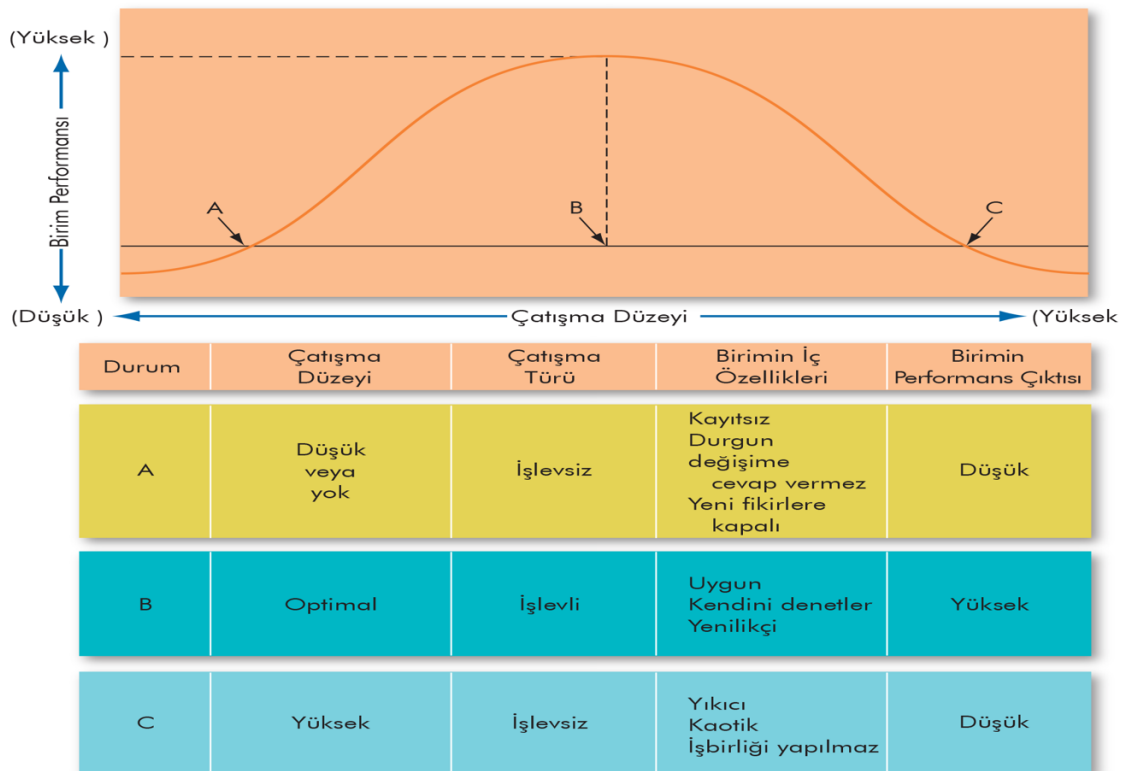 (Yüksek )
Birim Performansı
A
B
C
(Düşük )
Çatışma Düzeyi
(Yüksek
Durum
Çatışma
Düzeyi
Çatışma
Türü
Birimin İç
Özellikleri
Birimin
Performans Çıktısı
A
Düşük
veya
yok
İşlevsiz
Kayıtsız
Durgun
değişime
cevap vermez
Yeni fikirlere
kapalı
Düşük
B
Optimal
İşlevli
Uygun
Kendini denetler
Yenilikçi
Yüksek
C
Yüksek
İşlevsiz
Yıkıcı
Kaotik
İşbirliği yapılmaz
Düşük